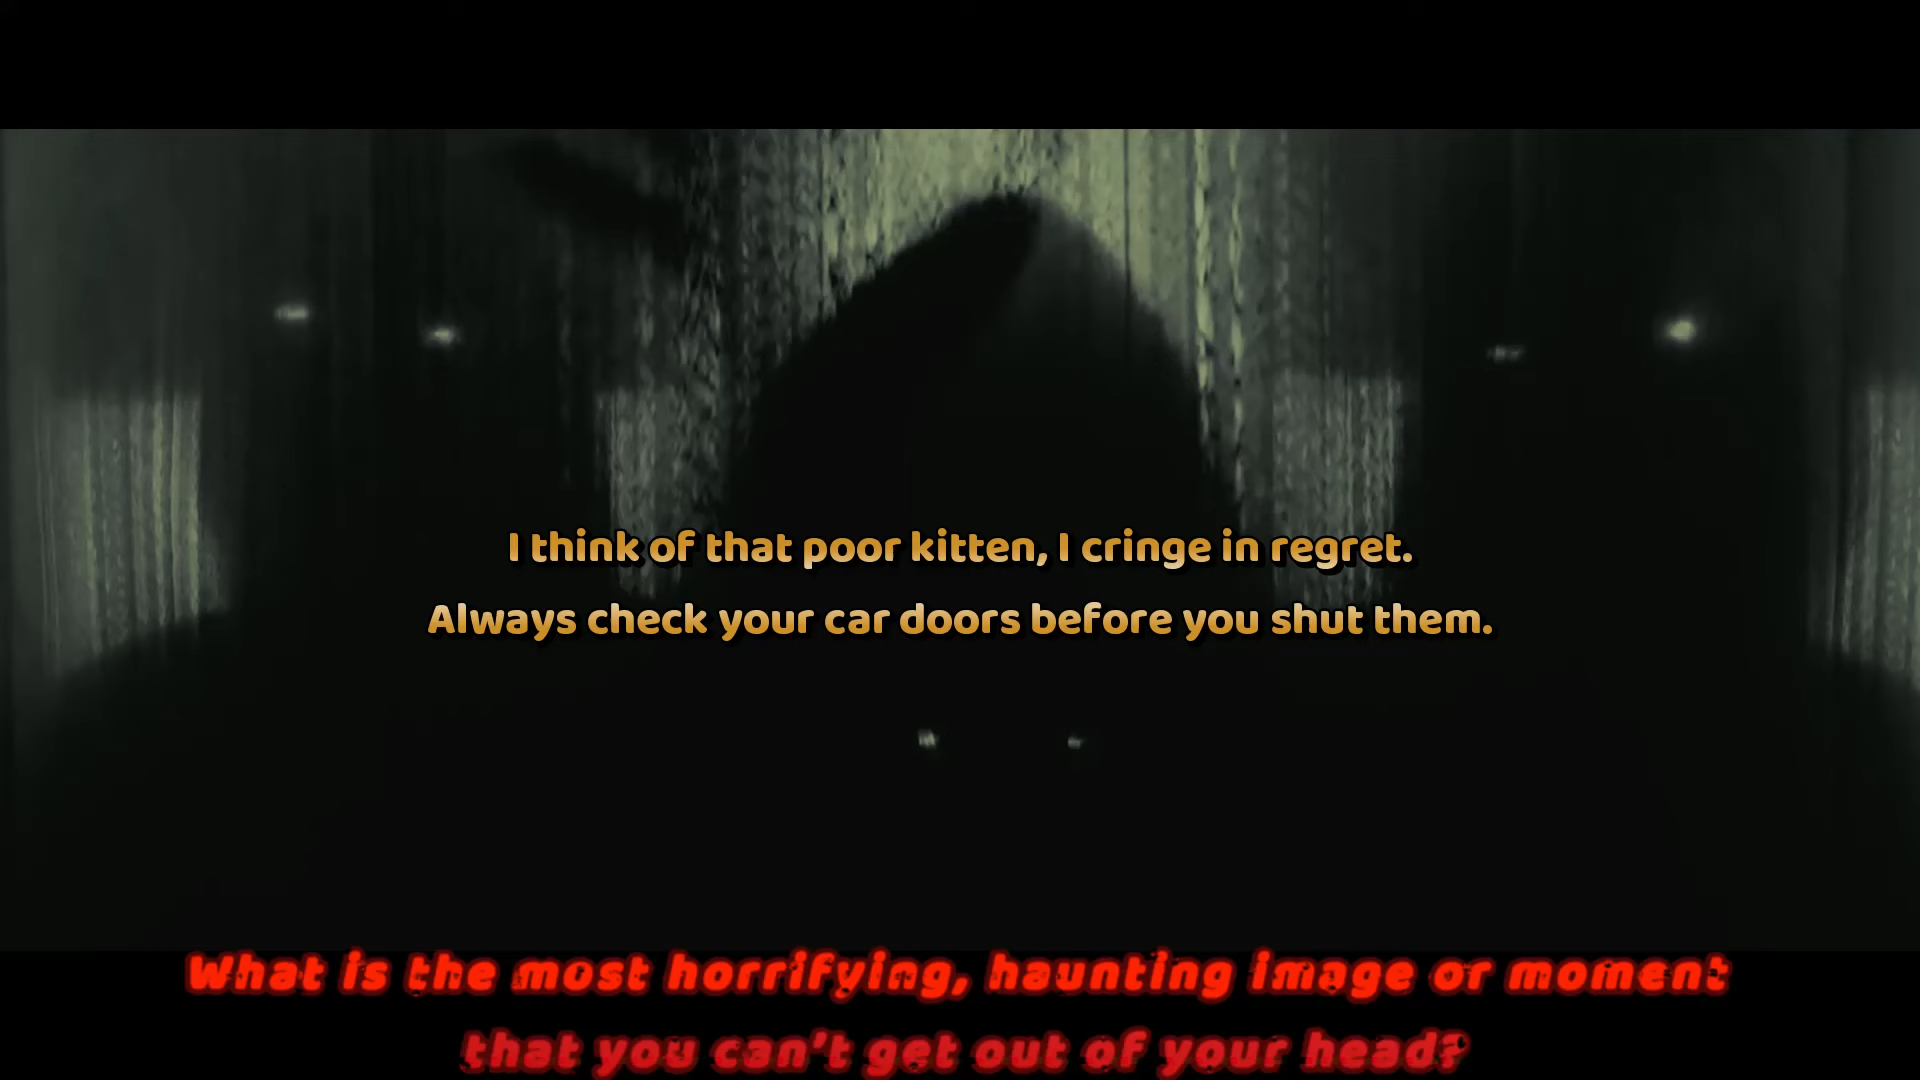 I think of that poor kitten, I cringe in regret.
Always check your car doors before you shut them.
What is the most horrifying, haunting image or moment
that you can't get out of your head?